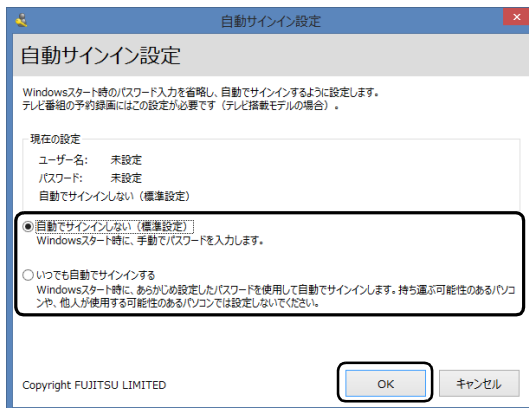 自動サインイン設定
自動サインイン設定
Windowsスタート時のパスワード入力を省略し、自動でサインインするように設定します。
テレビ番組の予約録画にはこの設定が必要です（テレビ搭載モデルの場合）。
現在の設定
ユーザー名: 未設定
パスワード: 未設定
自動でサインインしない（標準設定）
自動でサインインしない（標準設定）
Windowsスタート時に、手動でパスワードを入力します。
いつでも自動でサインインする
Windowsスタート時に、あらかじめ設定したパスワードを使用して自動でサインインします。持ち運ぶ可能性のあるパソコ
ンや、他人が使用する可能性のあるパソコンでは設定しないでください。
Copyright FUJITSU LIMITED
OK
キャンセル